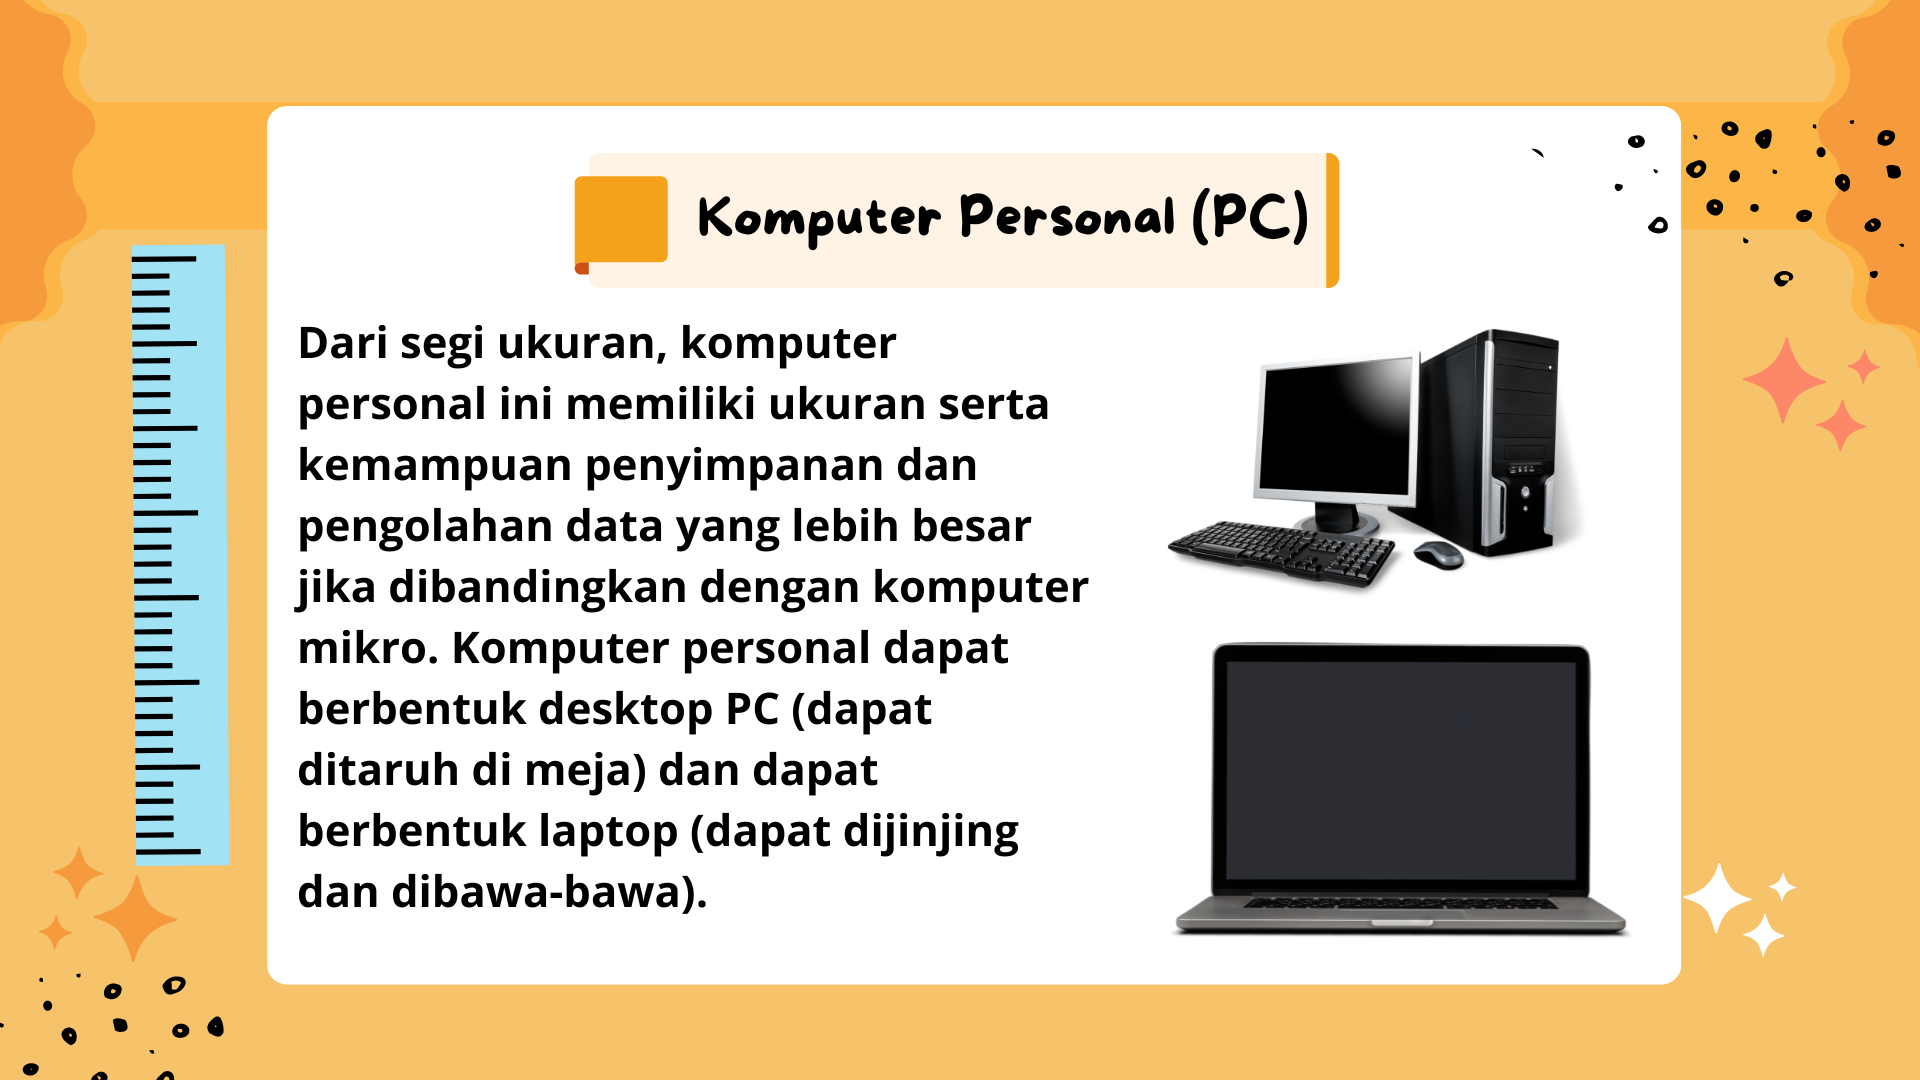 Komputer Personal (PC)
Dari segi ukuran, komputer
personal ini memiliki ukuran serta
kemampuan penyimpanan dan
pengolahan data yang lebih besar
jika dibandingkan dengan komputer
mikro. Komputer personal dapat
berbentuk desktop PC (dapat
ditaruh di meja) dan dapat
berbentuk laptop (dapat dijinjing
dan dibawa-bawa).